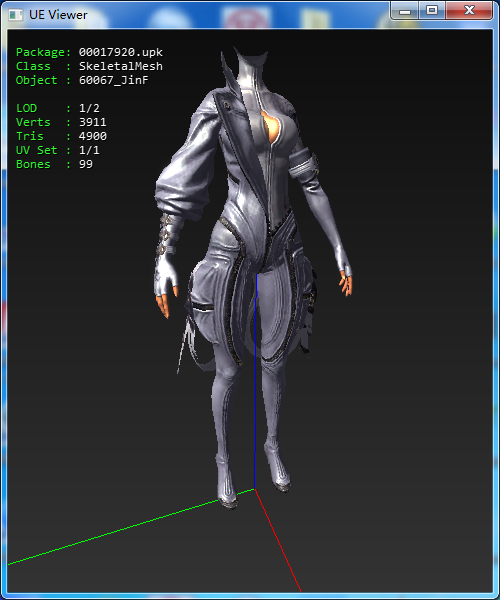 UE Viewer
Package: 00017920.upk
Class : SkeletalMesh
Object : 60067_JinF
LOD : 1/2
Verts : 3911
Tris : 4900
UV Set : 1/1
Bones : 99